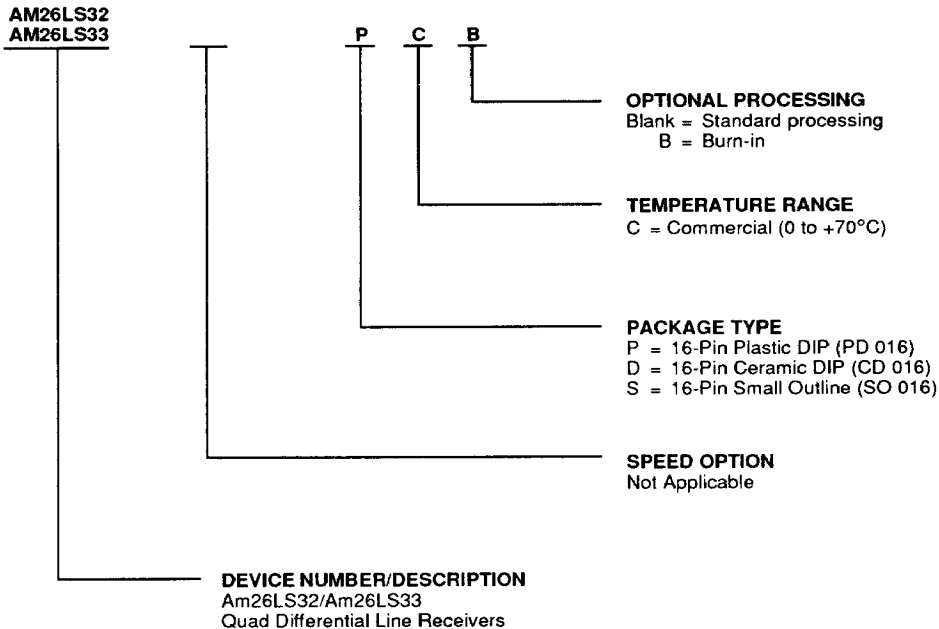 AM26LS32
AM26LS33 P C B
OPTIONAL PROCESSING
Blank = Standard processing
B = Burn-in
TEMPERATURE RANGE
C = Commercial (0 to +70°C)
PACKAGE TYPE
P = 16-Pin Plastic DIP (PD 016)
D = 16-Pin Ceramic DIP (CD 016)
S = 16-Pin Small Outline (SO 016)
SPEED OPTION
Not Applicable
DEVICE NUMBER/DESCRIPTION
Am26LS32/Am26LS33
Quad Differential Line Receivers